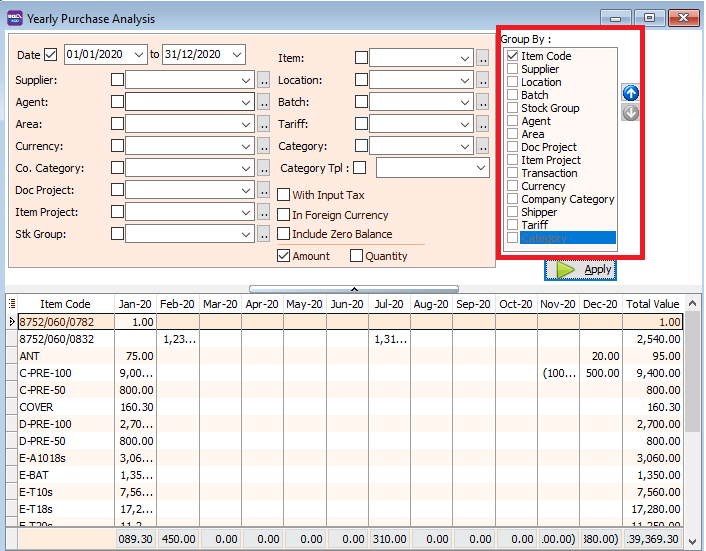 Yearly Purchase Analysis
Date 01/01/2020 to 31/12/2020
Supplier:
Agent:
Area:
Currency:
Co. Category:
Doc Project:
Item Project:
Stk Group:
Item:
Location:
Batch:
Tariff:
Category:
Category Tpl :
With Input Tax
In Foreign Currency
Include Zero Balance
Amount Quantity
Group By :
Item Code
Supplier
Location
Batch
Stock Group
Agent
Area
Doc Project
Item Project
Transaction
Currency
Company Category
Shipper
Tariff
Category
Apply
Item Code Jan-20 Feb-20 Mar-20 Apr-20 May-20 Jun-20 Jul-20 Aug-20 Sep-20 Oct-20 Nov-20 Dec-20 Total Value
8752/060/0782 1.00 1.00
8752/060/0832 1,23... 1,31... 2,540.00
ANT 75.00 20.00 95.00
C-PRE-100 9,00... (100... 500.00 9,400.00
C-PRE-50 800.00 800.00
COVER 160.30 160.30
D-PRE-100 2,70... 2,700.00
D-PRE-50 800.00 800.00
E-A1018s 3,06... 3,060.00
E-BAT 1,35... 1,350.00
E-T10s 7,56... 7,560.00
E-T18s 17,2... 17,280.00
E-T20s 11,2... 11,250.00
089.30 450.00 0.00 0.00 0.00 0.00 310.00 0.00 0.00 0.00 .00.00) 380.00) .39,369.30